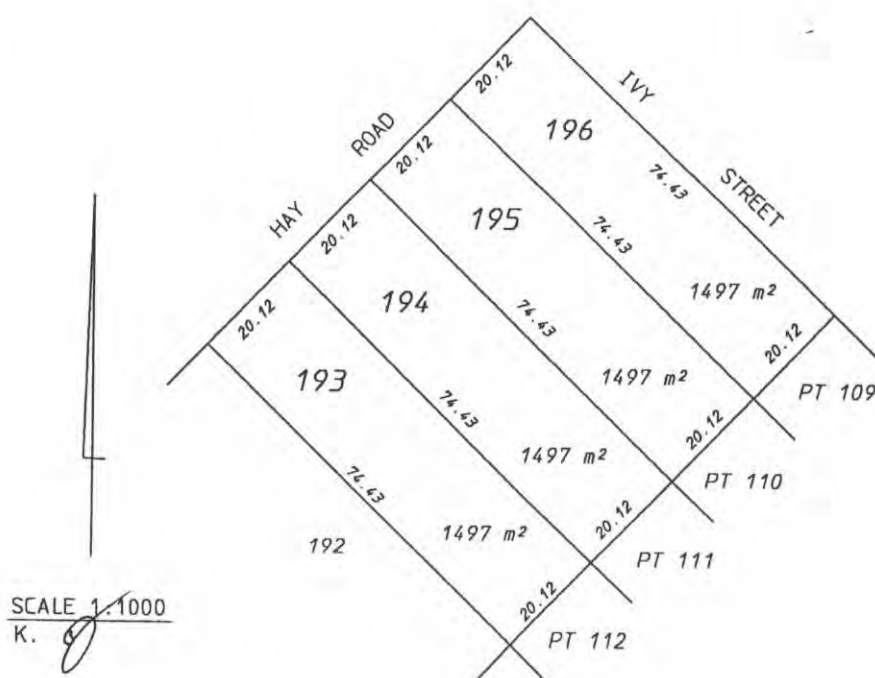 IVY
STREET
HAY
ROAD
20.12
196
74.43
1497 m²
20.12
PT 109
20.12
195
74.43
1497 m²
20.12
PT 110
20.12
194
74.43
1497 m²
20.12
PT 111
20.12
193
74.43
1497 m²
20.12
PT 112
74.43
192
SCALE 1:1000
K.